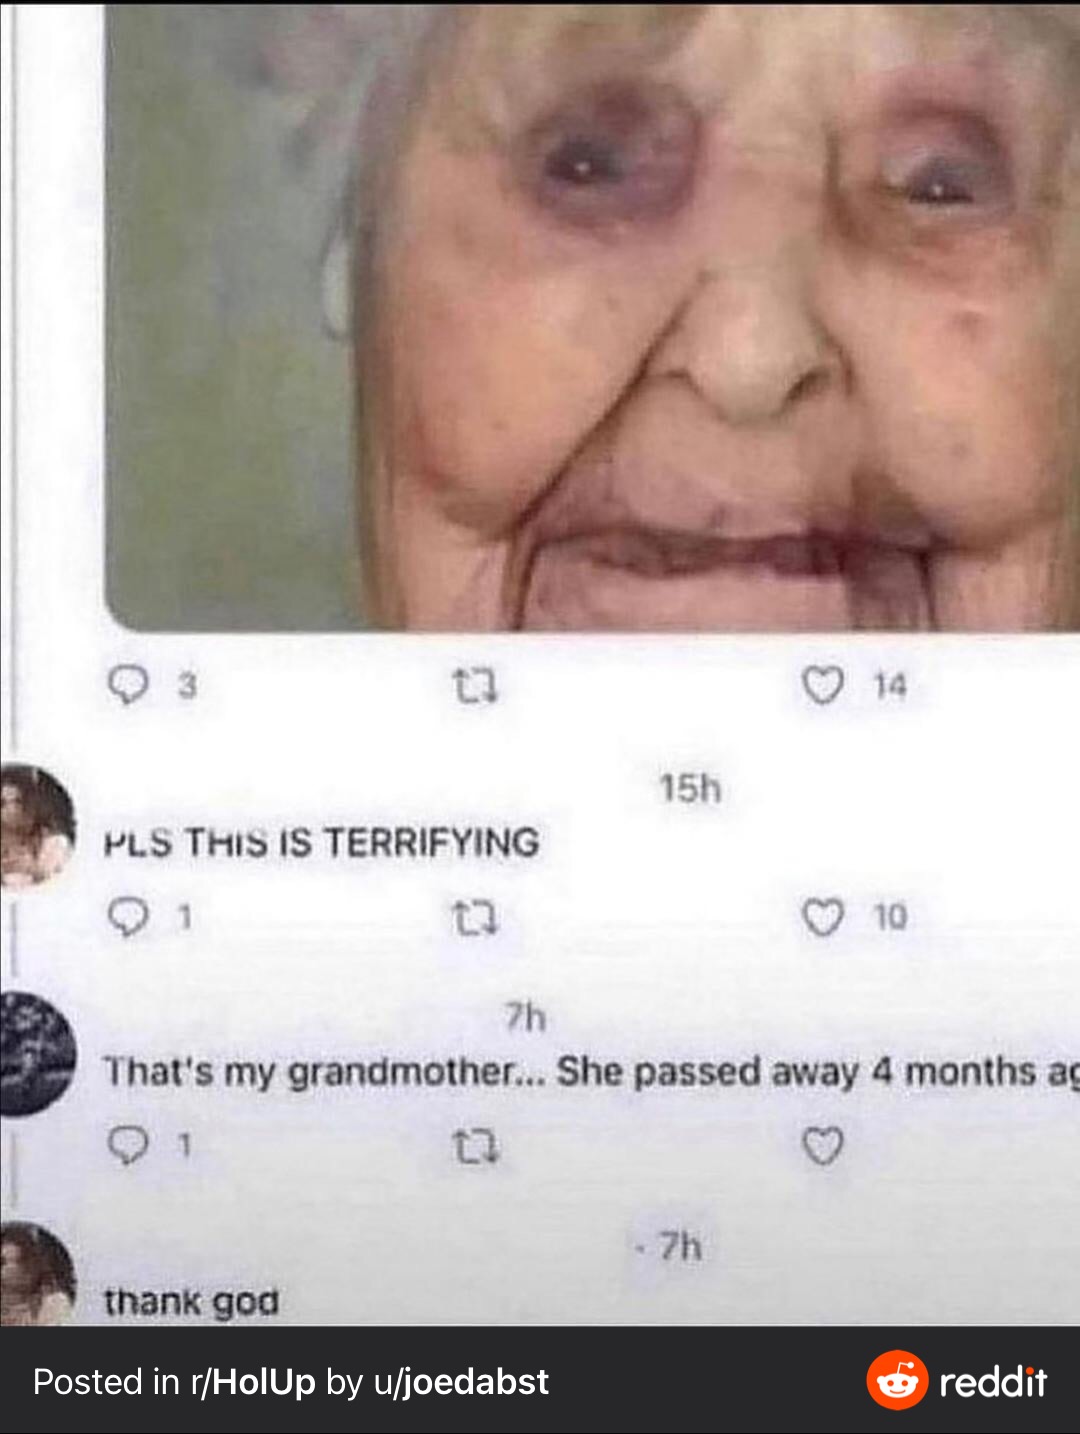 3 14
15h
PLS THIS IS TERRIFYING
1 10
7h
That's my grandmother... She passed away 4 months ag
1
· 7h
thank god
Posted in r/HolUp by u/joedabst reddit